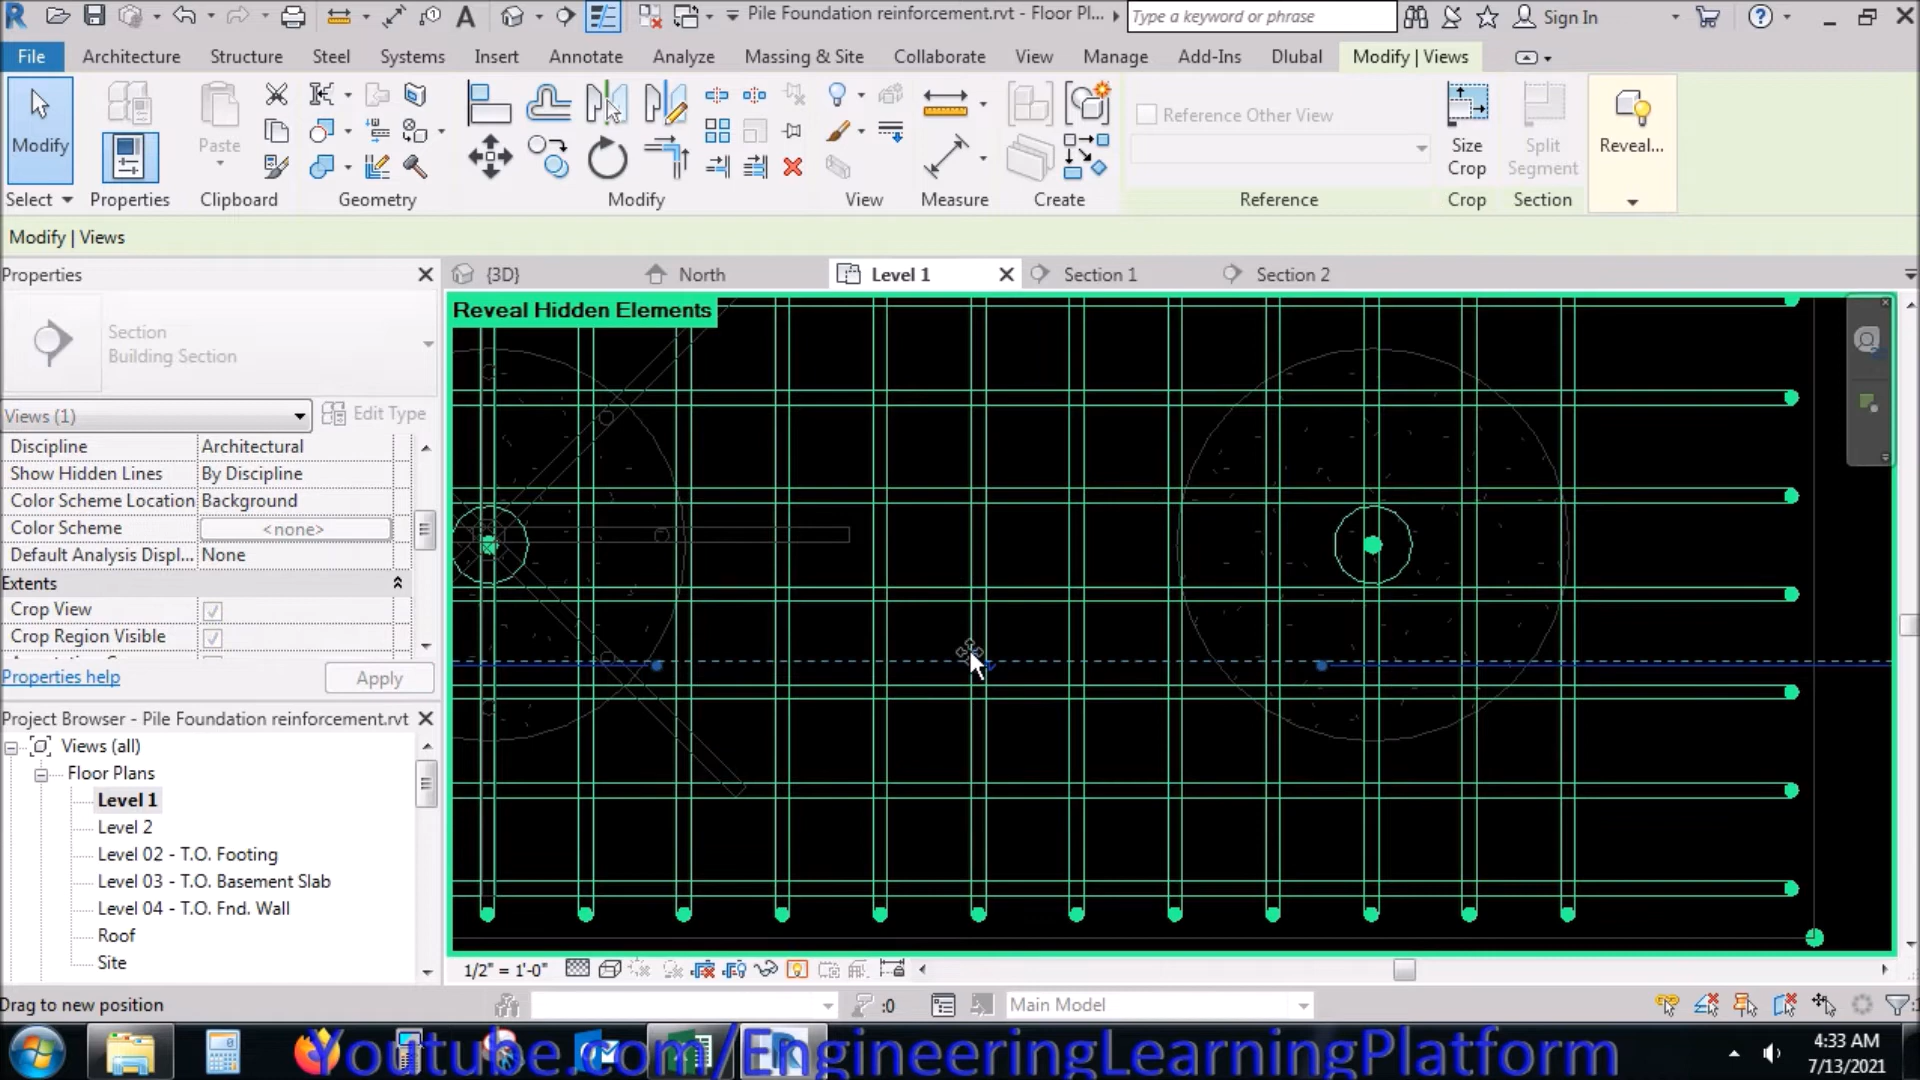 Pile Foundation reinforcement.rvt - Floor Pl...
Type a keyword or phrase
Sign In
File
Architecture
Structure
Steel
Systems
Insert
Annotate
Analyze
Massing & Site
Collaborate
View
Manage
Add-Ins
Dlubal
Modify | Views
Modify
Paste
Reference Other View
Size Crop
Split Segment
Reveal...
Select
Properties
Clipboard
Geometry
Modify
View
Measure
Create
Reference
Crop
Section
Modify | Views
Properties
{3D}
North
Level 1
Section 1
Section 2
Section
Building Section
Views (1)
Edit Type
Discipline Architectural
Show Hidden Lines By Discipline
Color Scheme Location Background
Color Scheme <none>
Default Analysis Displ... None
Extents
Crop View
Crop Region Visible
Properties help
Apply
Project Browser - Pile Foundation reinforcement.rvt
Views (all)
Floor Plans
Level 1
Level 2
Level 02 - T.O. Footing
Level 03 - T.O. Basement Slab
Level 04 - T.O. Fnd. Wall
Roof
Site
Reveal Hidden Elements
1/2" = 1'-0"
Drag to new position
:0
Main Model
Youtube.com/EngineeringLearningPlatform
4:33 AM
7/13/2021